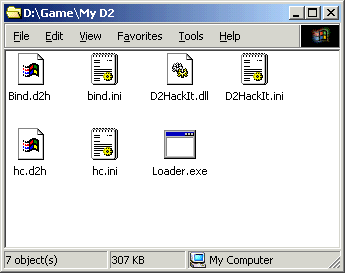 D:\Game\My D2
File Edit View Favorites Tools Help
Bind.d2h bind.ini D2HackIt.dll D2HackIt.ini
hc.d2h hc.ini Loader.exe
7 object(s) 307 KB My Computer